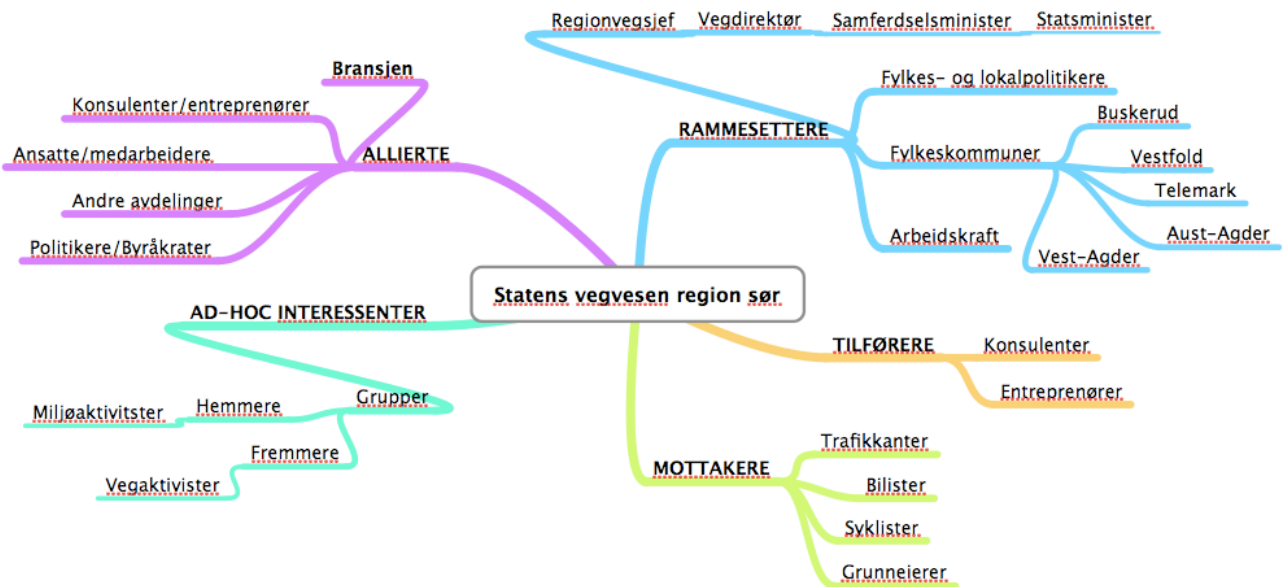 Regionvegsjef
Vegdirektør
Samferdselsminister
Statsminister
Bransjen
Konsulenter/entreprenører
Ansatte/medarbeidere
ALLIERTE
Andre avdelinger
Politikere/Byråkrater
RAMMESETTERE
Fylkes- og lokalpolitikere
Fylkeskommuner
Buskerud
Vestfold
Telemark
Aust-Agder
Vest-Agder
Arbeidskraft
Statens vegvesen region sør
AD-HOC INTERESSENTER
Grupper
Hemmere
Miljøaktivitster
Fremmere
Vegaktivister
TILFØRERE
Konsulenter
Entreprenører
MOTTAKERE
Trafikkanter
Bilister
Syklister
Grunneierer